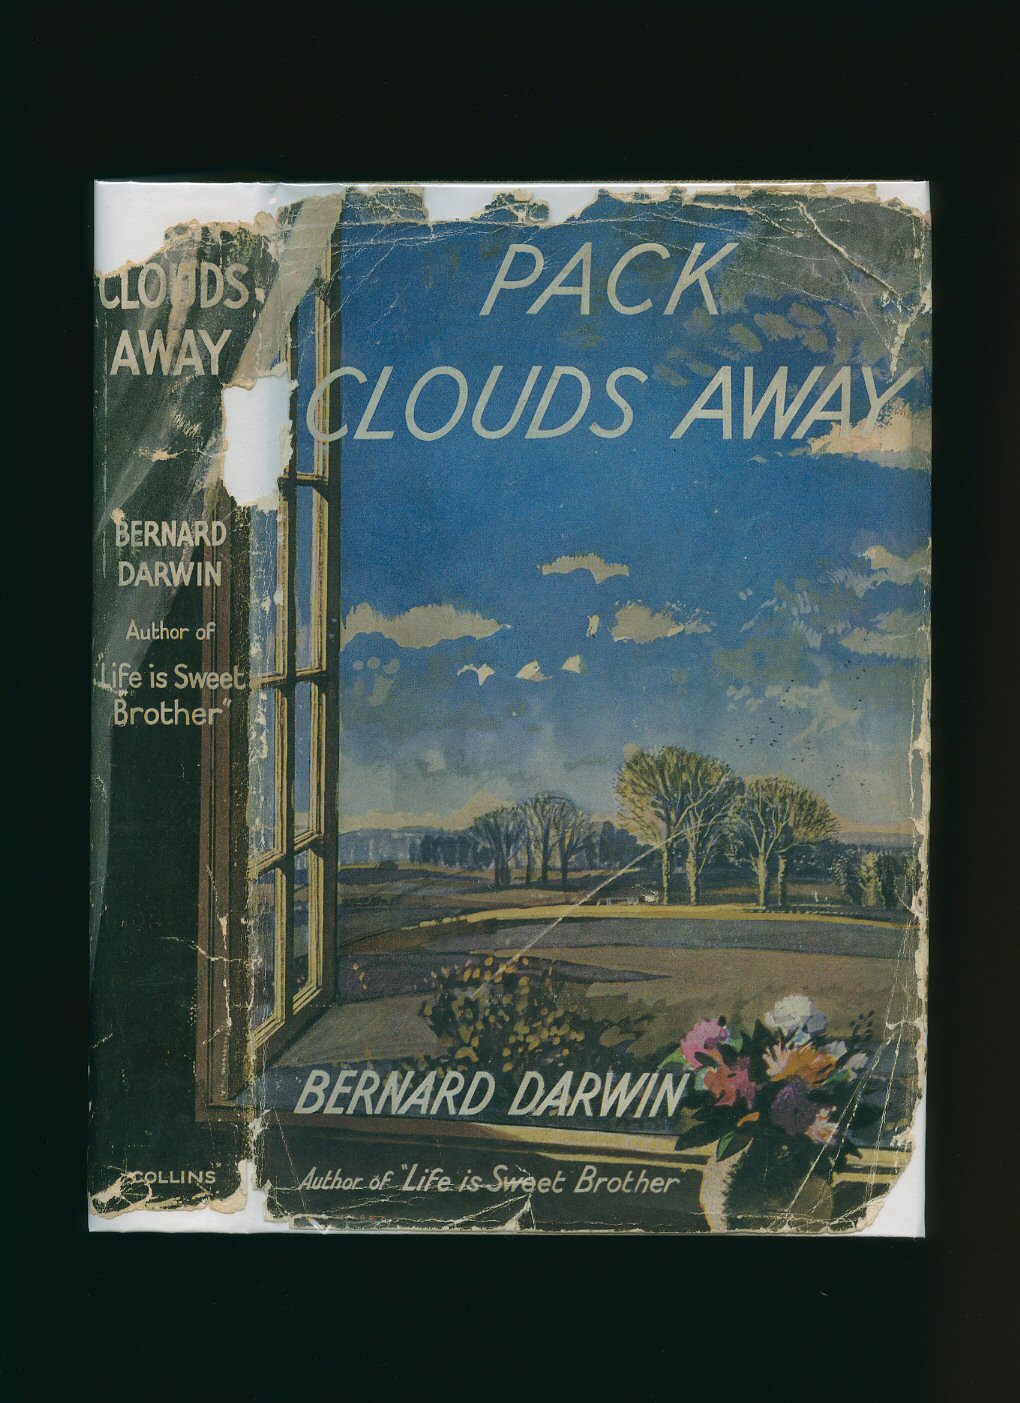 CLOUDS
AWAY
BERNARD
DARWIN
Author of
"Life is Sweet
Brother"
COLLINS
PACK
CLOUDS AWAY
BERNARD DARWIN
Author of "Life is Sweet Brother"